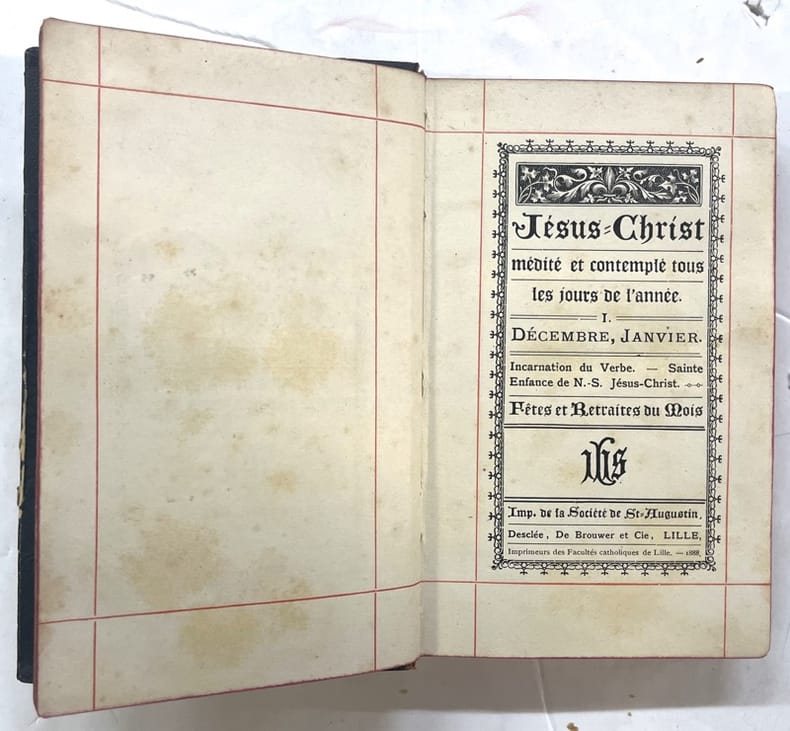 Jésus-Christ
médité et contemplé tous
les jours de l'année.
I.
DÉCEMBRE, JANVIER.
Incarnation du Verbe. — Sainte
Enfance de N.-S. Jésus-Christ.
Fêtes et Retraites du Mois
IHS
Imp. de la Société de St-Augustin,
Desclée, De Brouwer et Cie, LILLE,
Imprimeurs des Facultés catholiques de Lille. — 1888.